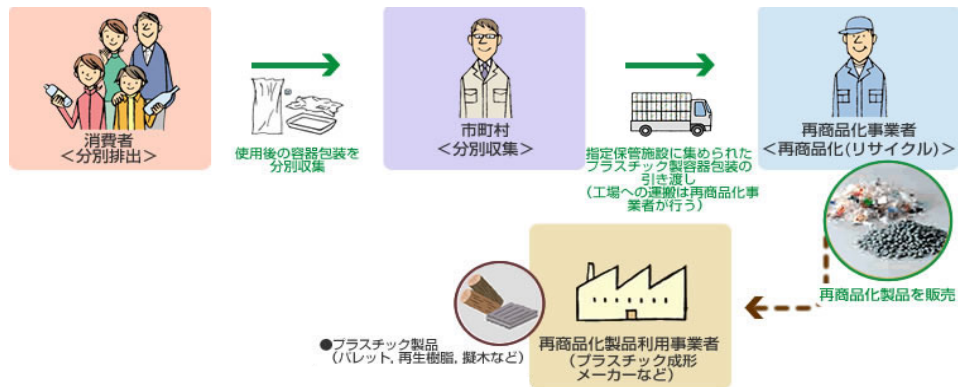 消費者
＜分別排出＞
使用後の容器包装を
分別収集
市町村
＜分別収集＞
指定保管施設に集められた
プラスチック製容器包装の
引き渡し
（工場への運搬は再商品化事
業者が行う）
再商品化事業者
＜再商品化(リサイクル)＞
再商品化製品を販売
再商品化製品利用事業者
(プラスチック成形
メーカーなど)
●プラスチック製品
（パレット, 再生樹脂, 擬木など）